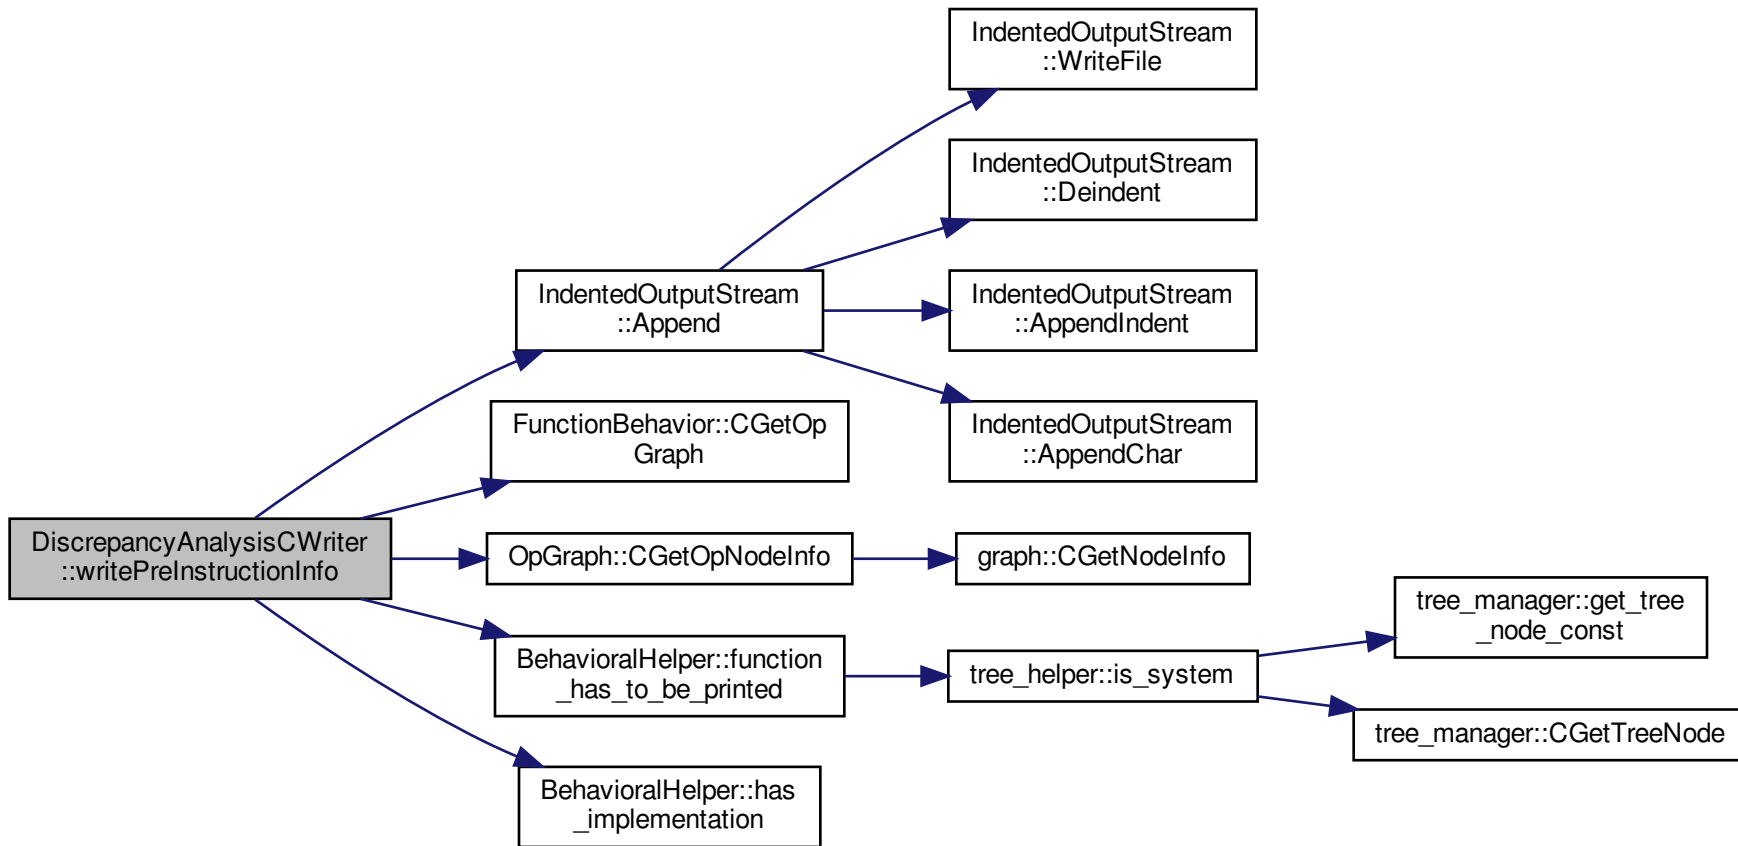 IndentedOutputStream
::WriteFile
IndentedOutputStream
::Deindent
IndentedOutputStream
::Append
IndentedOutputStream
::AppendIndent
IndentedOutputStream
::AppendChar
FunctionBehavior::CGetOp
Graph
DiscrepancyAnalysisCWriter
::writePreInstructionInfo
OpGraph::CGetOpNodeInfo
graph::CGetNodeInfo
BehavioralHelper::function
_has_to_be_printed
tree_helper::is_system
tree_manager::get_tree
_node_const
tree_manager::CGetTreeNode
BehavioralHelper::has
_implementation